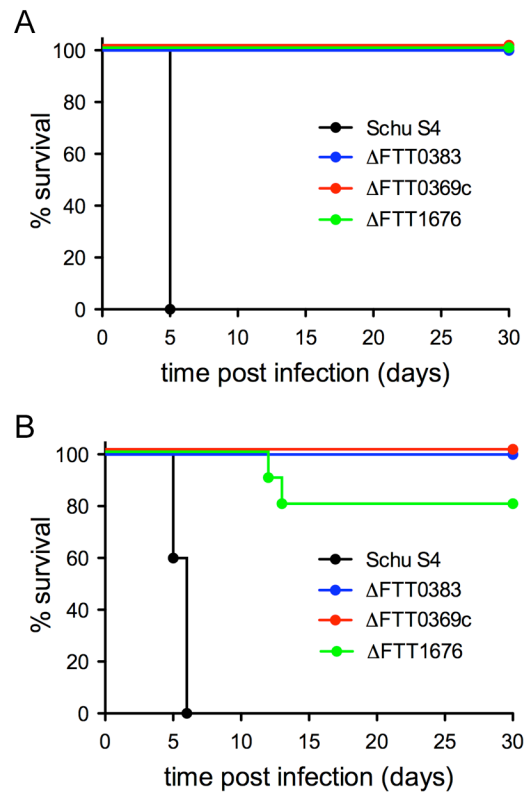 A
% survival
100
80
60
40
20
0
Schu S4
ΔFTT0383
ΔFTT0369c
ΔFTT1676
0 5 10 15 20 25 30
time post infection (days)
B
% survival
100
80
60
40
20
0
Schu S4
ΔFTT0383
ΔFTT0369c
ΔFTT1676
0 5 10 15 20 25 30
time post infection (days)